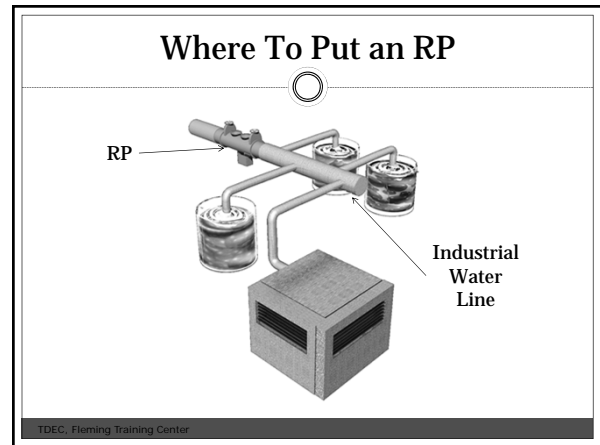 Where To Put an RP
RP
Industrial
Water
Line
TDEC, Fleming Training Center